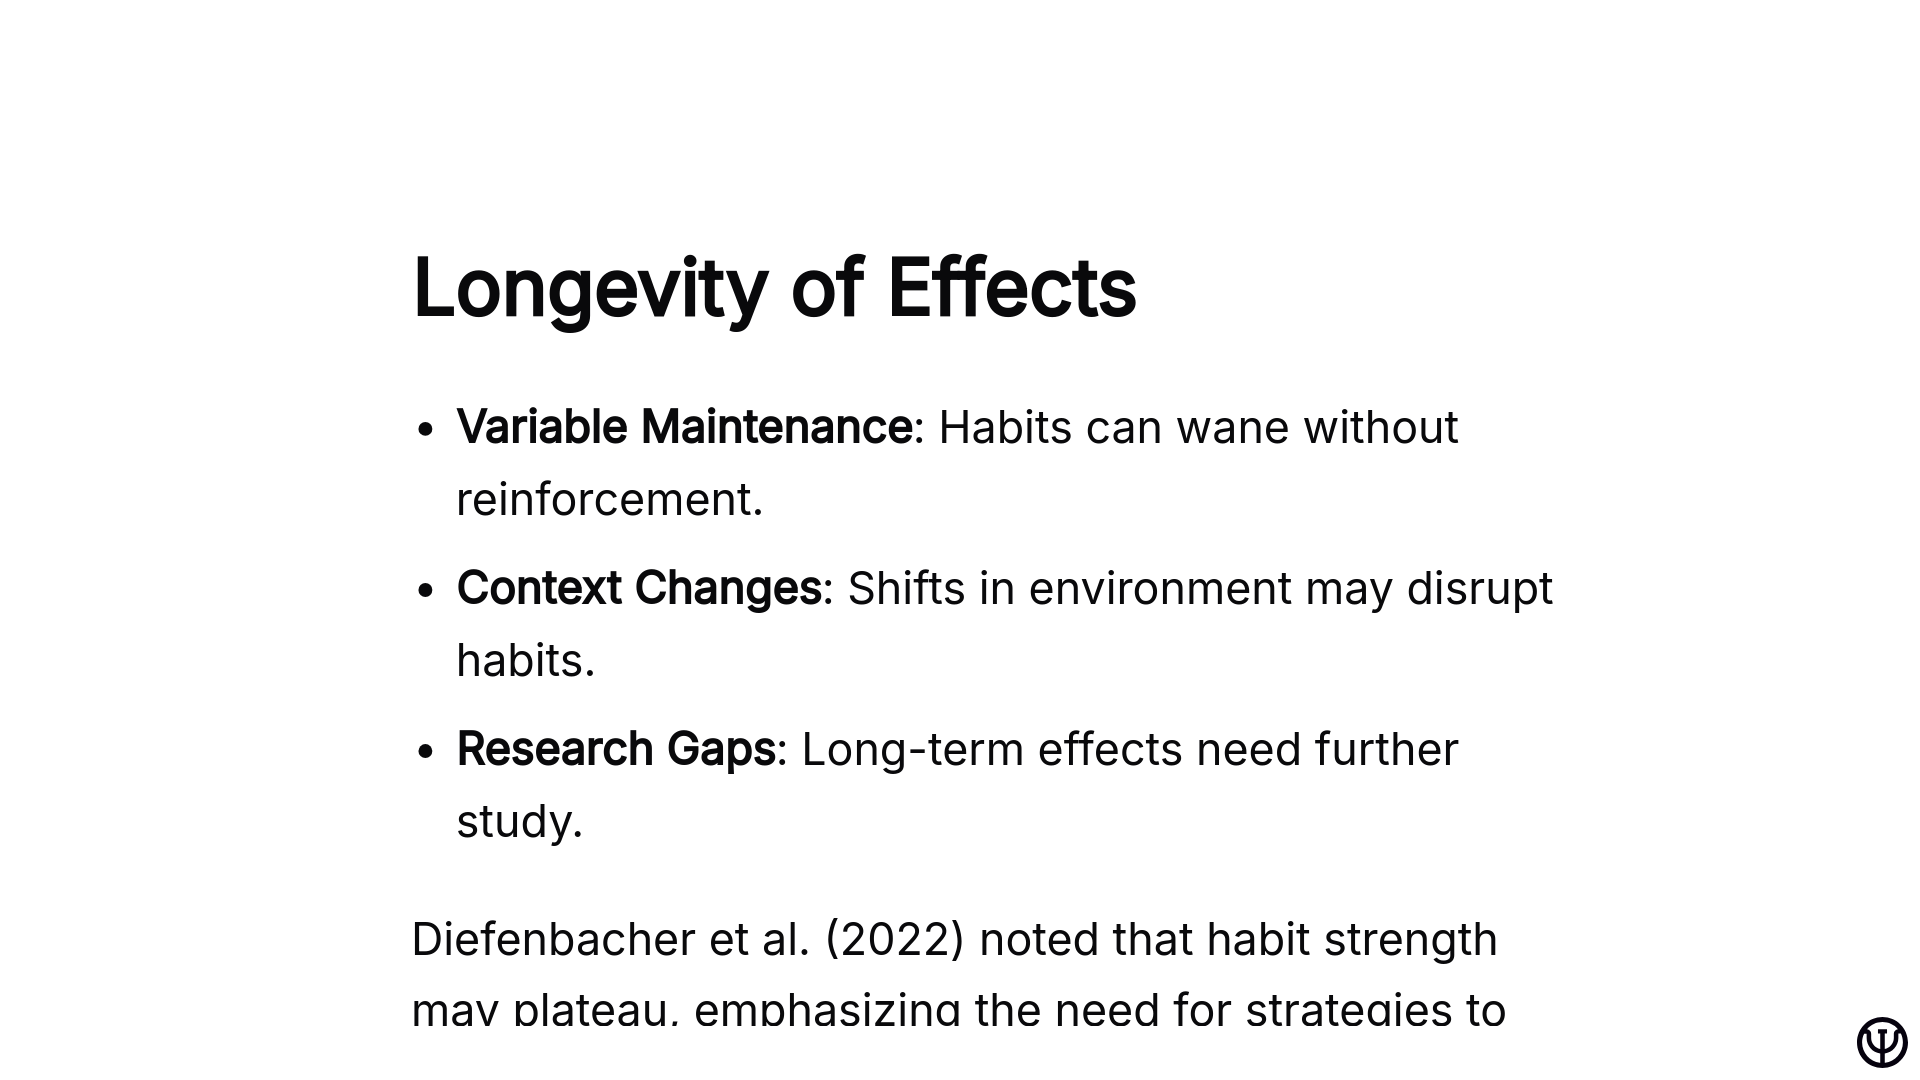 Longevity of Effects
• Variable Maintenance: Habits can wane without
reinforcement.
• Context Changes: Shifts in environment may disrupt
habits.
• Research Gaps: Long-term effects need further
study.
Diefenbacher et al. (2022) noted that habit strength
may plateau, emphasizing the need for strategies to